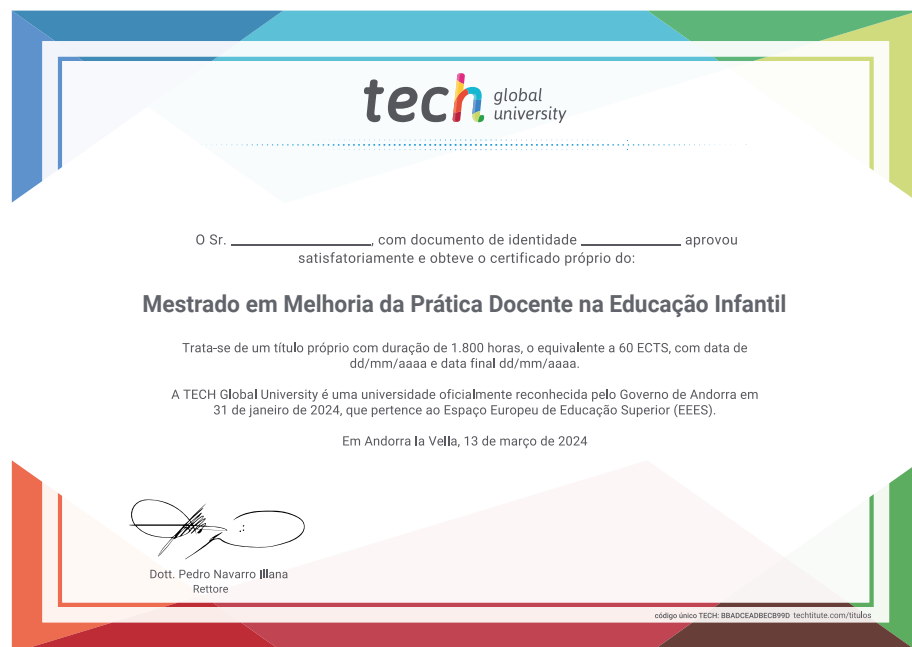 tech global university
O Sr. ____________, com documento de identidade ____________ aprovou
satisfatoriamente e obteve o certificado próprio do:
Mestrado em Melhoria da Prática Docente na Educação Infantil
Trata-se de um título próprio com duração de 1.800 horas, o equivalente a 60 ECTS, com data de
dd/mm/aaaa e data final dd/mm/aaaa.
A TECH Global University é uma universidade oficialmente reconhecida pelo Governo de Andorra em
31 de janeiro de 2024, que pertence ao Espaço Europeu de Educação Superior (EEES).
Em Andorra la Vella, 13 de março de 2024
Dott. Pedro Navarro Illana
Rettore
código único TECH: BBADCEADBECB99D techtitute.com/titulos